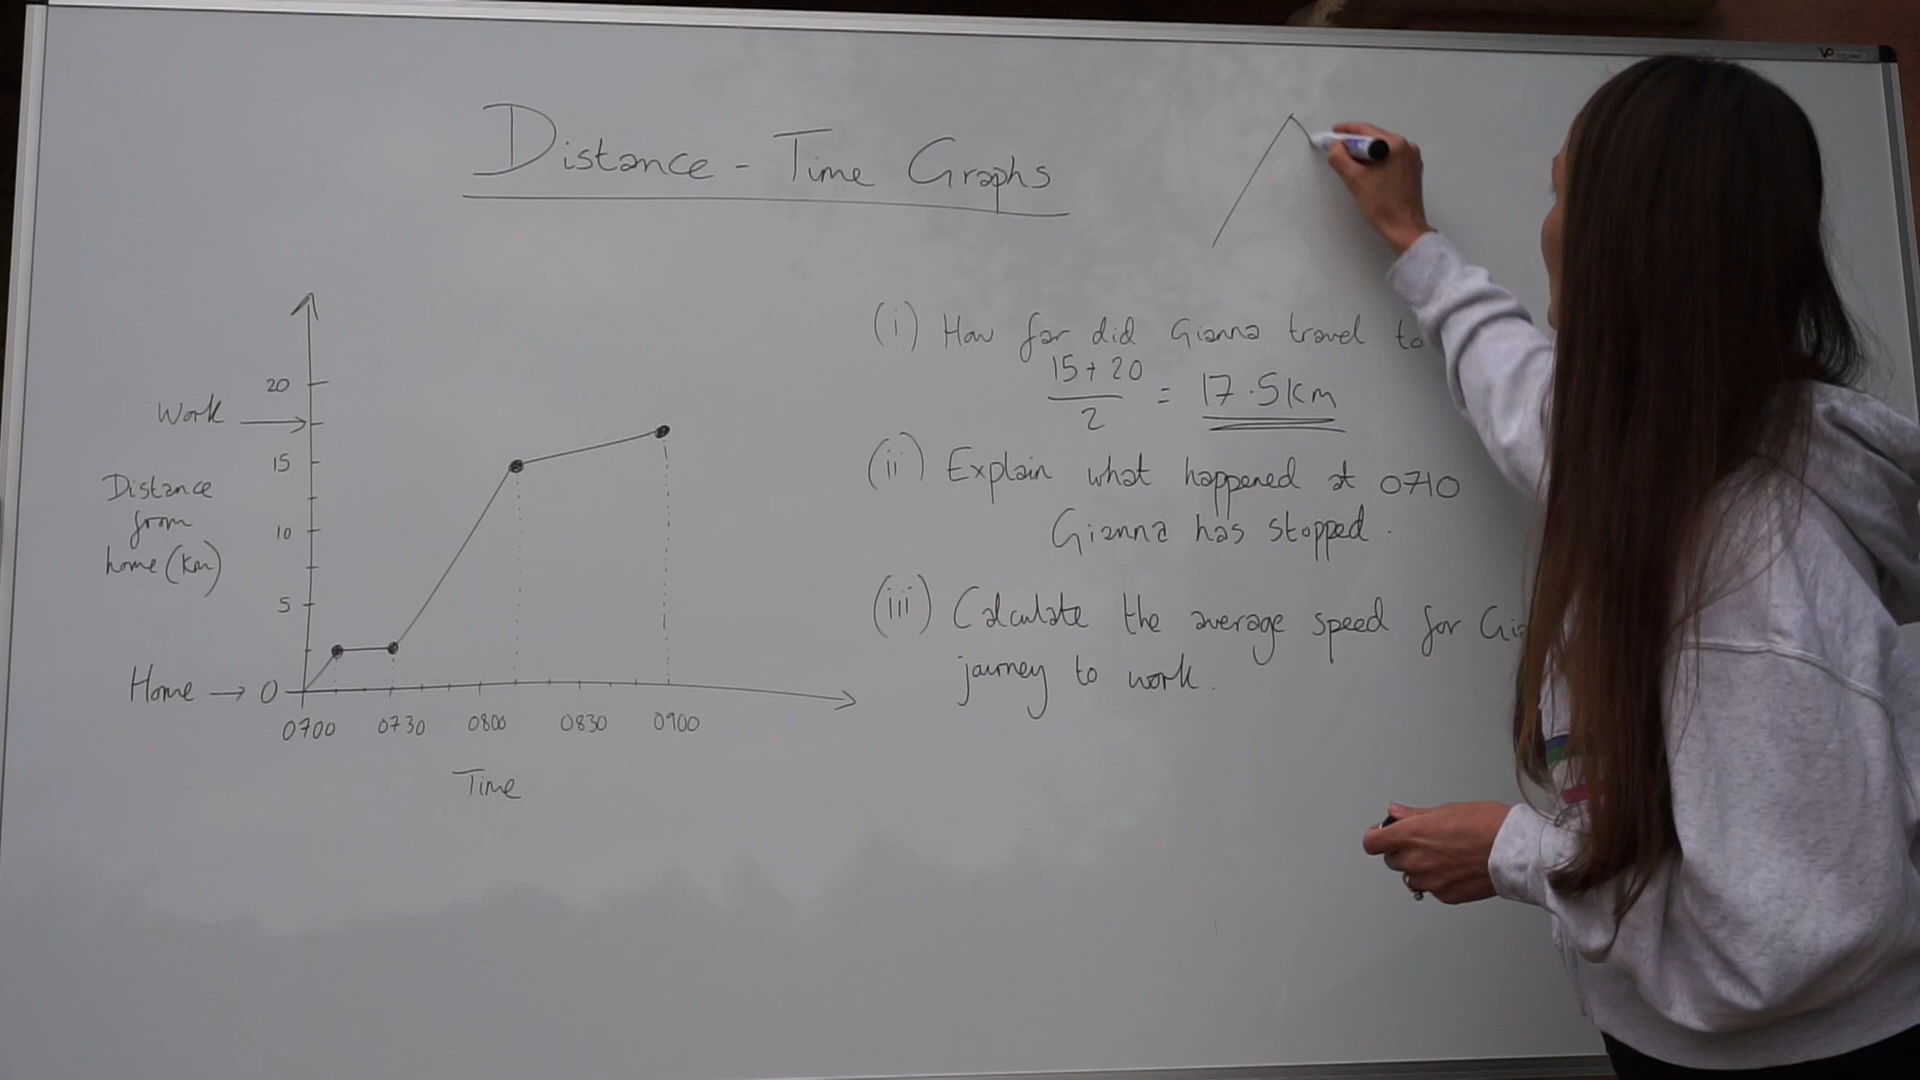 Distance - Time Graphs
20
Work →
15
Distance
from
home (km)
10
5
Home → 0
0700 0730 0800 0830 0900
Time
(i) How far did Gianna travel to
15 + 20
2
= 17.5km
(ii) Explain what happened at 0710
Gianna has stopped.
(iii) Calculate the average speed for Gia
journey to work.